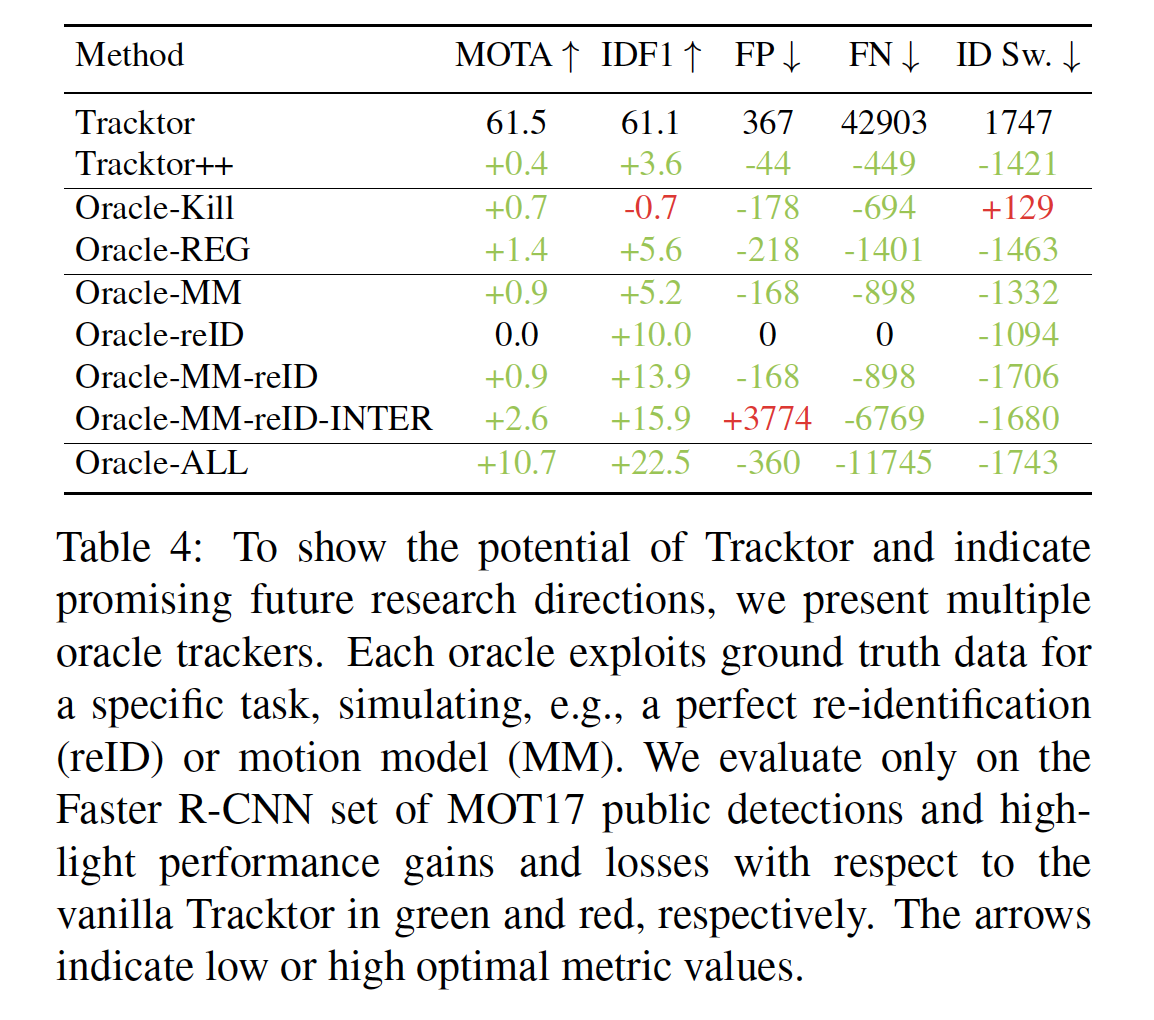 Method MOTA ↑ IDF1 ↑ FP ↓ FN ↓ ID Sw. ↓
Tracktor 61.5 61.1 367 42903 1747
Tracktor++ +0.4 +3.6 -44 -449 -1421
Oracle-Kill +0.7 -0.7 -178 -694 +129
Oracle-REG +1.4 +5.6 -218 -1401 -1463
Oracle-MM +0.9 +5.2 -168 -898 -1332
Oracle-reID 0.0 +10.0 0 0 -1094
Oracle-MM-reID +0.9 +13.9 -168 -898 -1706
Oracle-MM-reID-INTER +2.6 +15.9 +3774 -6769 -1680
Oracle-ALL +10.7 +22.5 -360 -11745 -1743
Table 4: To show the potential of Tracktor and indicate
promising future research directions, we present multiple
oracle trackers. Each oracle exploits ground truth data for
a specific task, simulating, e.g., a perfect re-identification
(reID) or motion model (MM). We evaluate only on the
Faster R-CNN set of MOT17 public detections and high-
light performance gains and losses with respect to the
vanilla Tracktor in green and red, respectively. The arrows
indicate low or high optimal metric values.